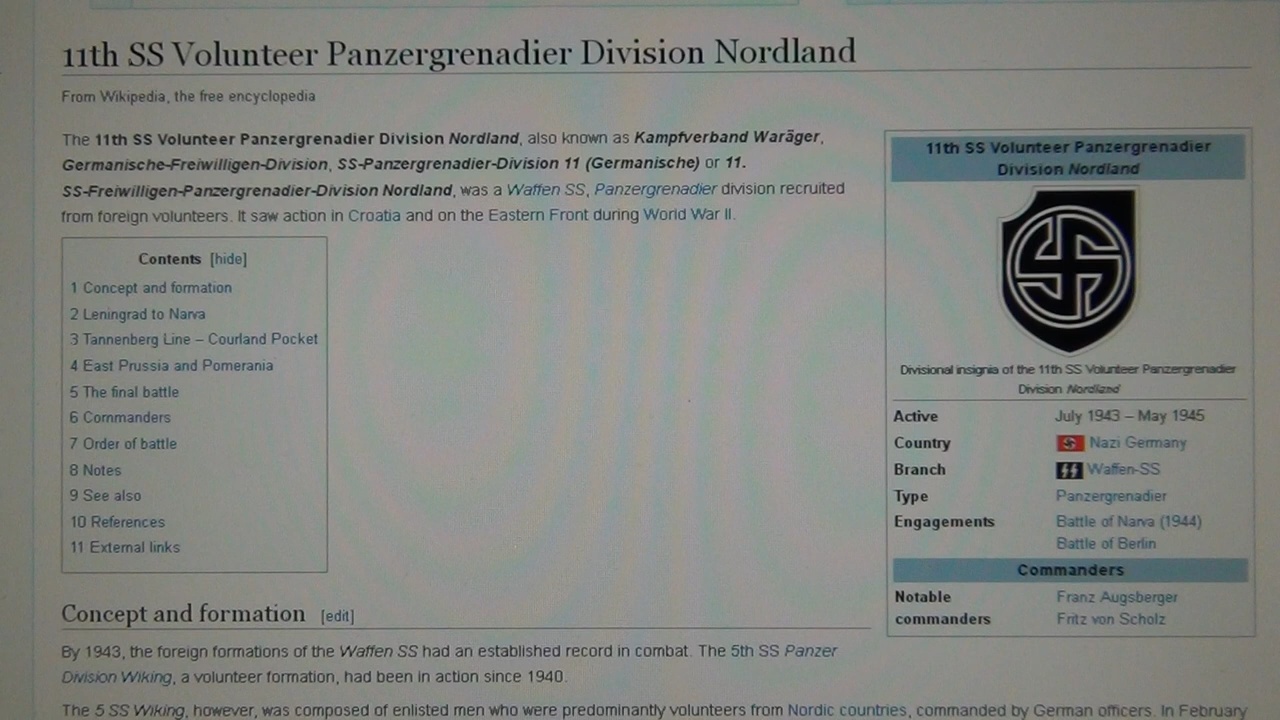 11th SS Volunteer Panzergrenadier Division Nordland
From Wikipedia, the free encyclopedia
The 11th SS Volunteer Panzergrenadier Division Nordland, also known as Kampfverband Waräger,
Germanische-Freiwilligen-Division, SS-Panzergrenadier-Division 11 (Germanische) or 11.
SS-Freiwilligen-Panzergrenadier-Division Nordland, was a Waffen SS, Panzergrenadier division recruited
from foreign volunteers. It saw action in Croatia and on the Eastern Front during World War II.
Contents [hide]
1 Concept and formation
2 Leningrad to Narva
3 Tannenberg Line – Courland Pocket
4 East Prussia and Pomerania
5 The final battle
6 Commanders
7 Order of battle
8 Notes
9 See also
10 References
11 External links
11th SS Volunteer Panzergrenadier
Division Nordland
Divisional insignia of the 11th SS Volunteer Panzergrenadier
Division Nordland
Active July 1943 – May 1945
Country Nazi Germany
Branch Waffen-SS
Type Panzergrenadier
Engagements Battle of Narva (1944)
Battle of Berlin
Commanders
Notable Franz Augsberger
commanders Fritz von Scholz
Concept and formation [edit]
By 1943, the foreign formations of the Waffen SS had an established record in combat. The 5th SS Panzer
Division Wiking, a volunteer formation, had been in action since 1940.
The 5 SS Wiking, however, was composed of enlisted men who were predominantly volunteers from Nordic countries, commanded by German officers. In February